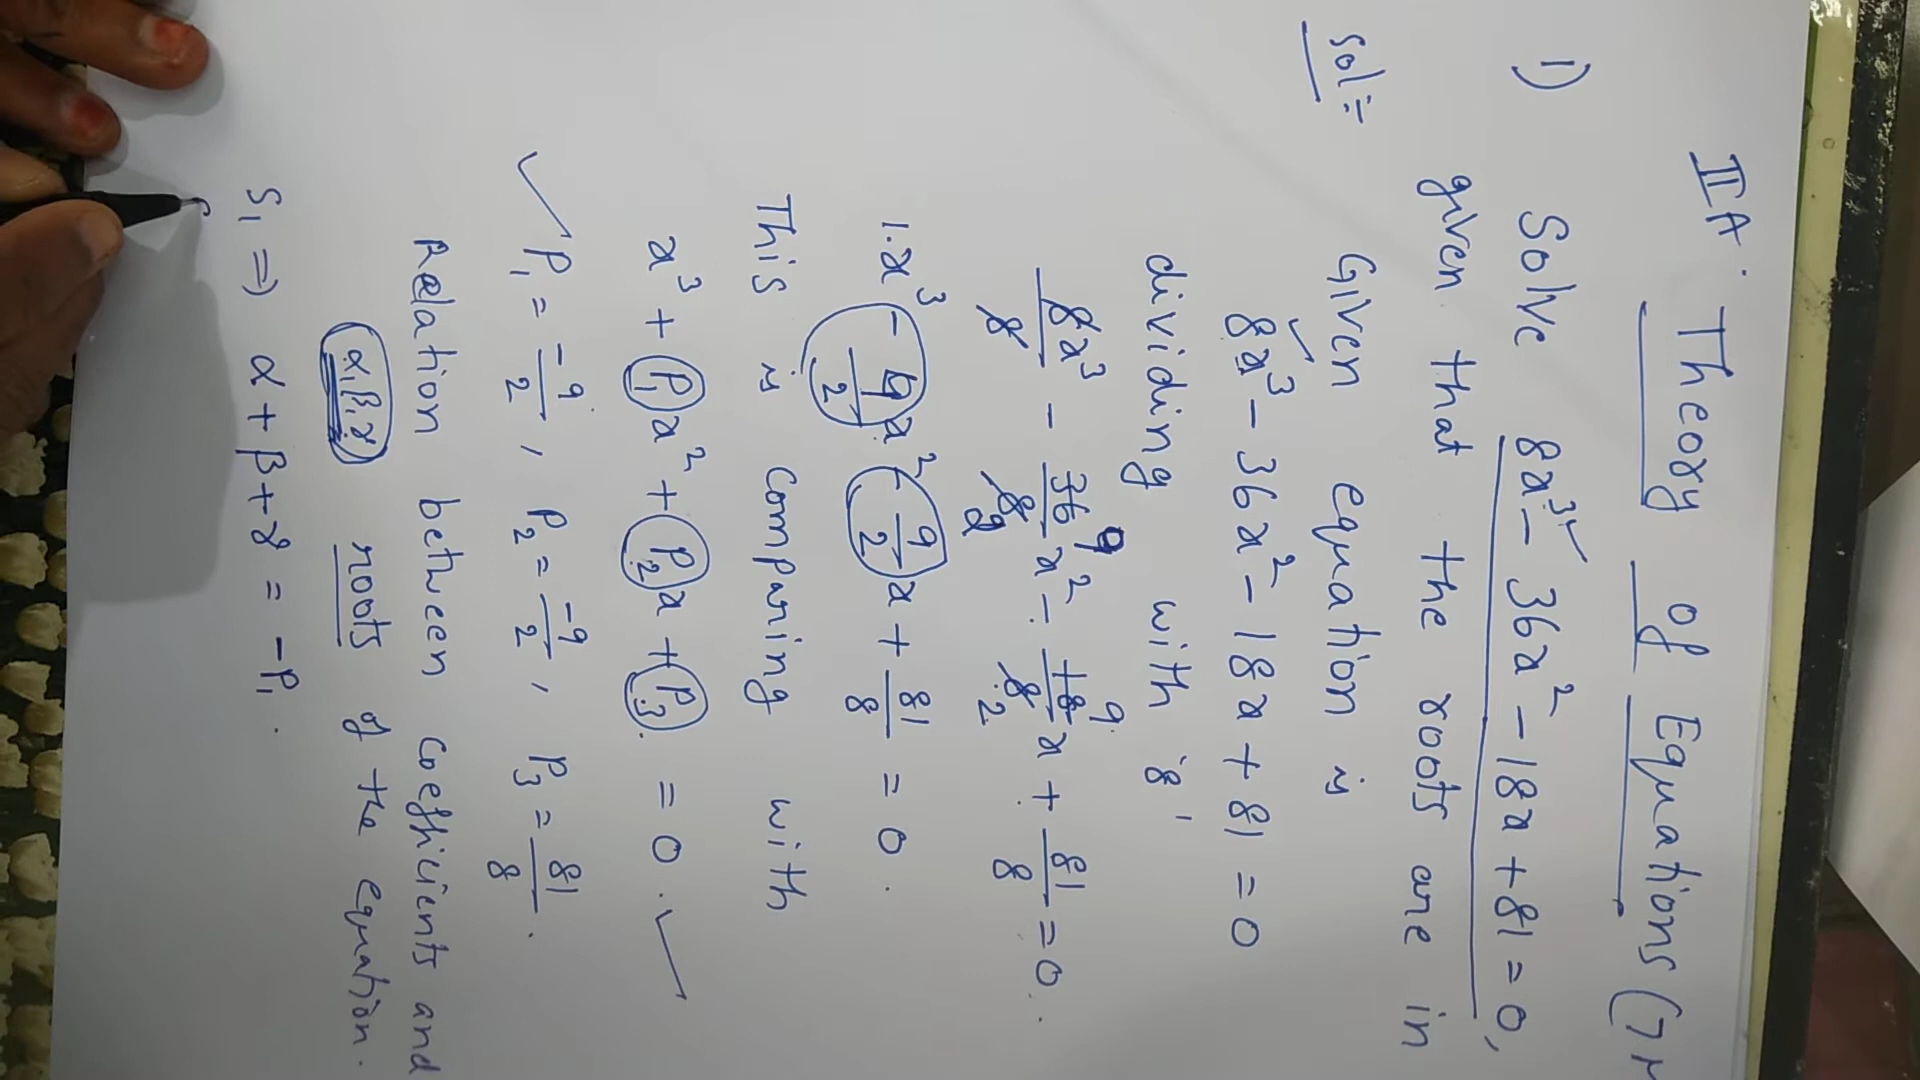 IIA. Theory of Equations (7M
1) Solve 8x³ - 36x² - 18x + 81 = 0,
given that the roots are in
Sol:- Given equation is
8x³ - 36x² - 18x + 81 = 0
dividing with '8'
8x³/8 - 36/8 x² - 18/8 x + 81/8 = 0.
1.x³ - 9/2 x² - 9/2 x + 81/8 = 0.
This is comparing with
x³ + P₁x² + P₂x + P₃ = 0.
P₁ = -9/2, P₂ = -9/2, P₃ = 81/8.
Relation between coefficients and
α, β, γ roots of the equation.
S₁ ⇒ α + β + γ = -P₁.